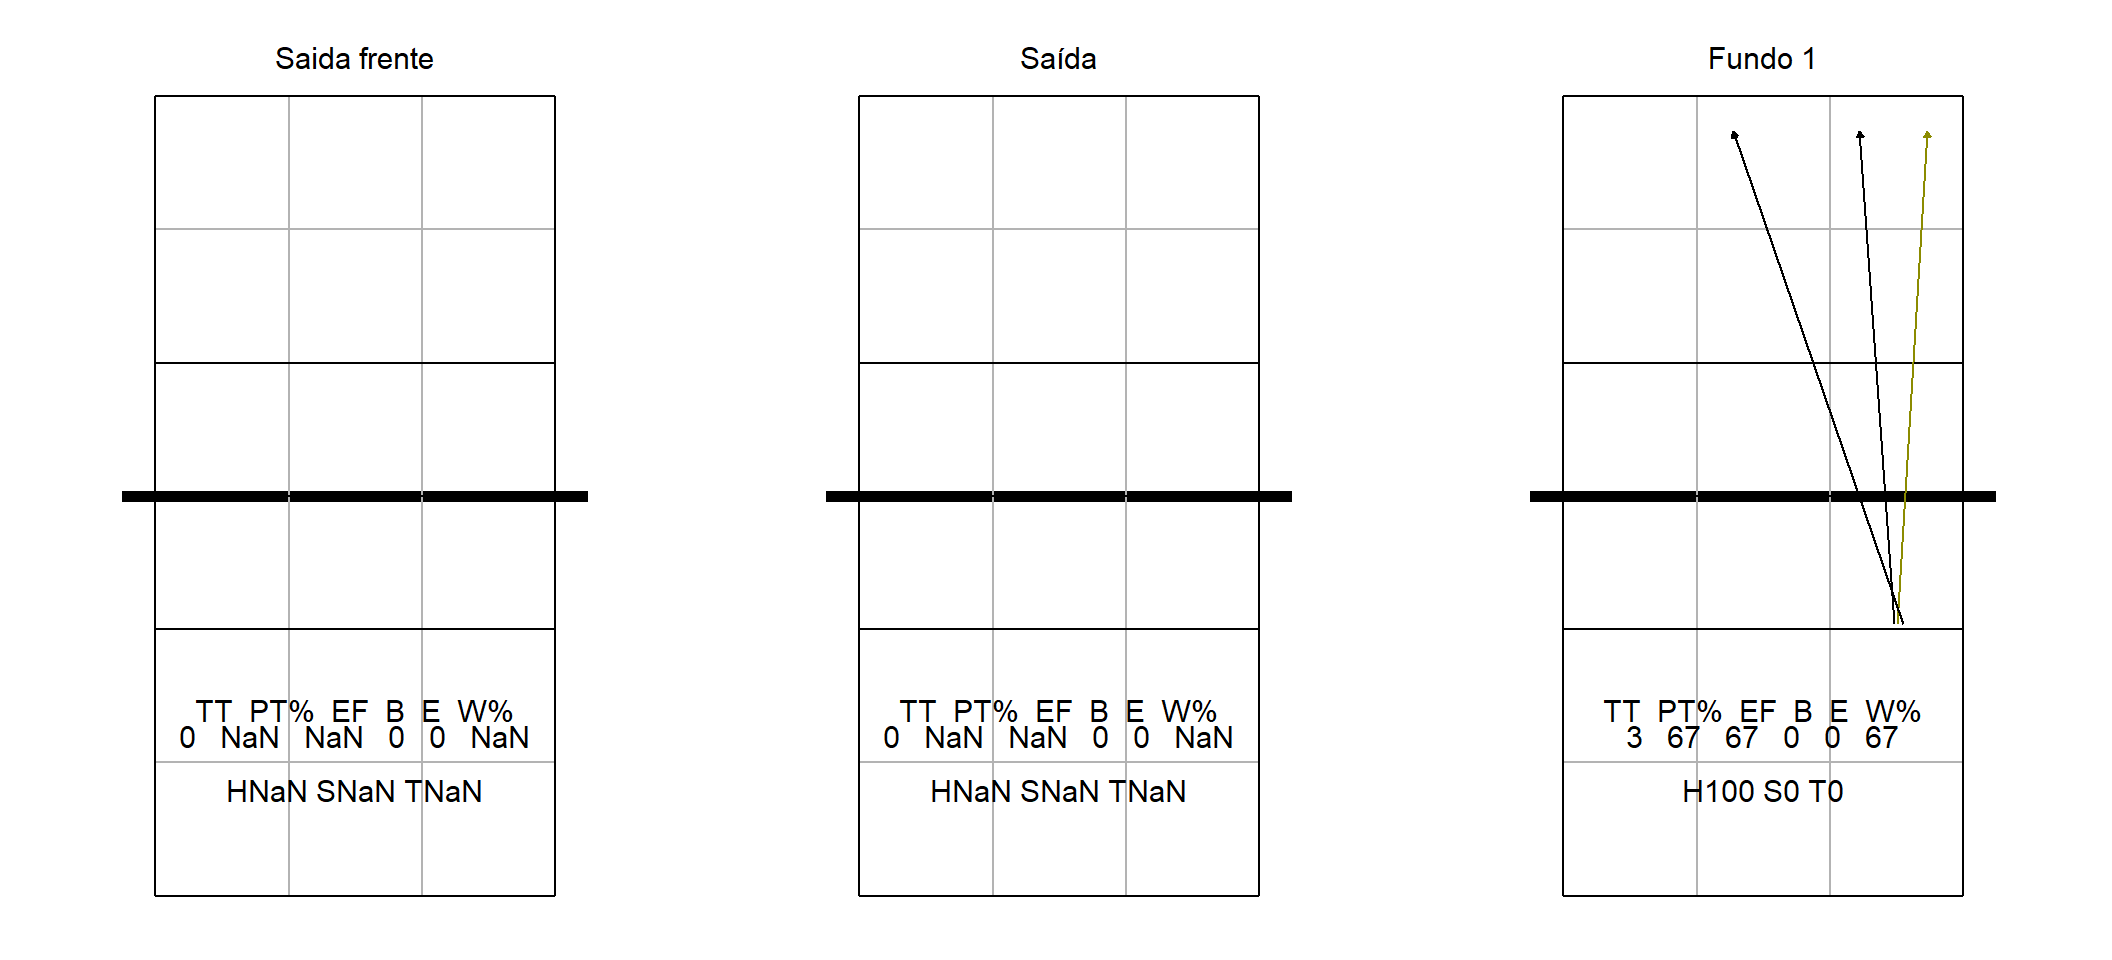 Saida frente
TT PT% EF B E W%
0 NaN NaN 0 0 NaN
HNaN SNaN TNaN
Saída
TT PT% EF B E W%
0 NaN NaN 0 0 NaN
HNaN SNaN TNaN
Fundo 1
TT PT% EF B E W%
3 67 67 0 0 67
H100 S0 T0